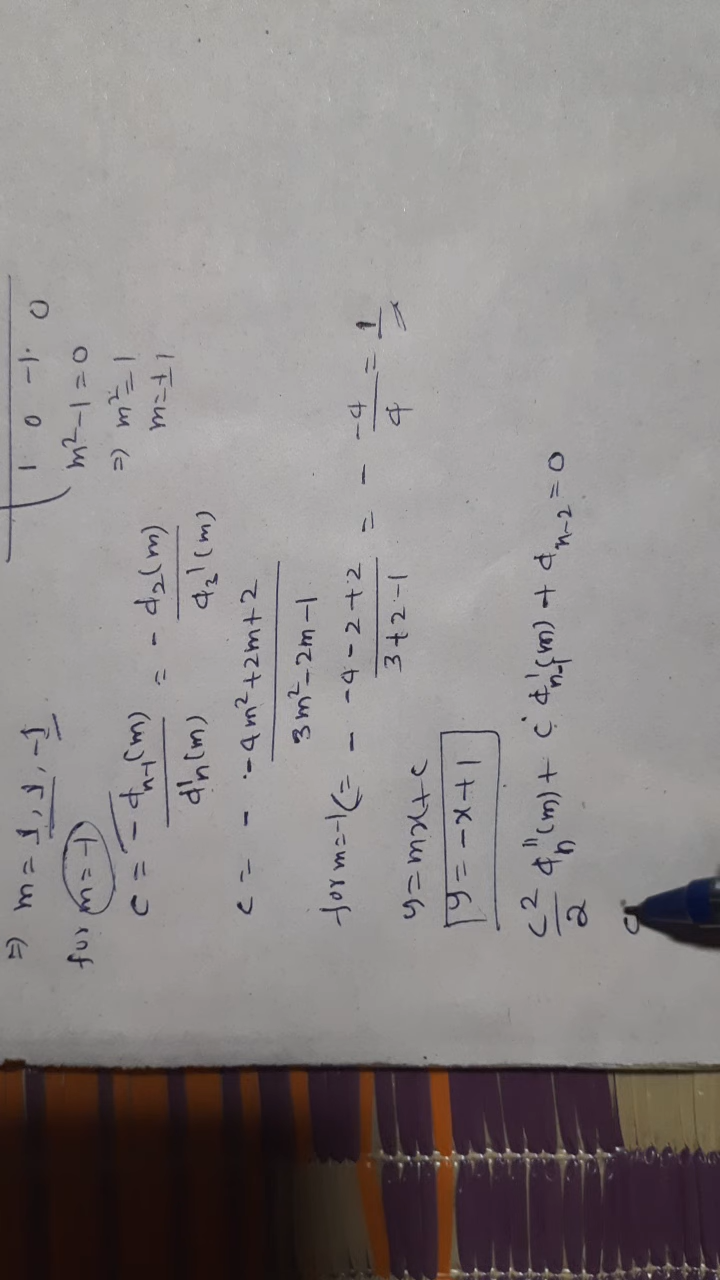 1 0 -1 0
m² - 1 = 0
⇒ m² = 1
m = ±1
⇒ m = 1, 1, -1
for m = -1
c = - ϕn-1(m) / ϕ'n(m) = - ϕ2(m) / ϕ3'(m)
c = - -4m² + 2m + 2 / 3m² - 2m - 1
for m = -1 c = - -4 - 2 + 2 / 3 + 2 - 1 = - -4 / 4 = 1
y = mx + c
y = -x + 1
c² / 2 ϕn''(m) + c ϕ'n-1(m) + ϕn-2 = 0
c